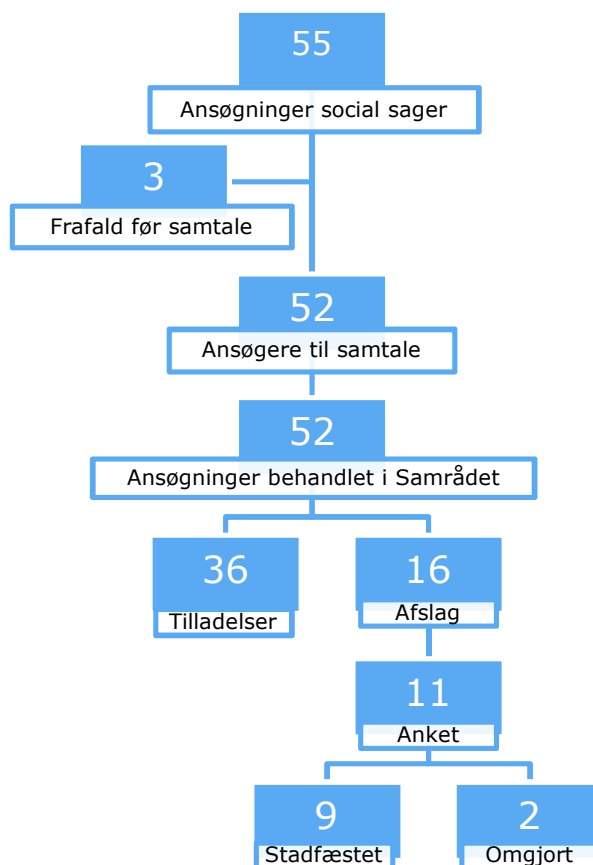 55
Ansøgninger social sager
3
Frafald før samtale
52
Ansøgere til samtale
52
Ansøgninger behandlet i Samrådet
36
Tilladelser
16
Afslag
11
Anket
9
Stadfæstet
2
Omgjort